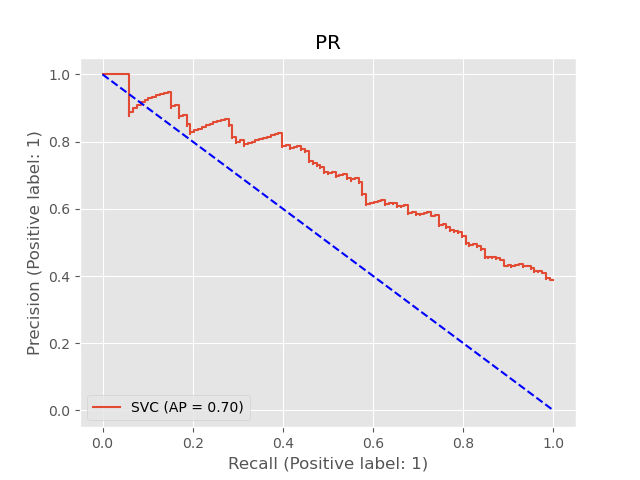 PR
1.0
0.8
0.6
0.4
0.2
0.0
Precision (Positive label: 1)
SVC (AP = 0.70)
0.0 0.2 0.4 0.6 0.8 1.0
Recall (Positive label: 1)